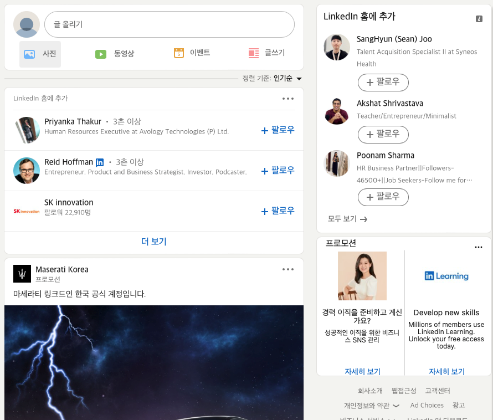 글 올리기
사진
동영상
이벤트
글쓰기
정렬 기준: 인기순
LinkedIn 홈에 추가
Priyanka Thakur • 3촌 이상
Human Resources Executive at Avology Technologies (P) Ltd.
+ 팔로우
Reid Hoffman in • 3촌 이상
Entrepreneur. Product and Business Strategist. Investor. Podcaster.
+ 팔로우
SK innovation
SK innovation
팔로워 22,910명
+ 팔로우
더 보기
Maserati Korea
프로모션
마세라티 링크드인 한국 공식 계정입니다.
LinkedIn 홈에 추가
SangHyun (Sean) Joo
Talent Acquisition Specialist II at Syneos
Health
+ 팔로우
Akshat Shrivastava
Teacher/Entrepreneur/Minimalist
+ 팔로우
Poonam Sharma
HR Business Partner||Followers-
46500+||Job Seekers-Follow me for⋯
+ 팔로우
모두 보기 →
프로모션
경력 이직을 준비하고 계신
가요?
성공적인 이직을 위한 비즈니
스 SNS 관리
자세히 보기
LinkedIn Learning
Develop new skills
Millions of members use
LinkedIn Learning.
Unlock your free access
today.
자세히 보기
회사소개 웹접근성 고객센터
개인정보와 약관 Ad Choices 광고